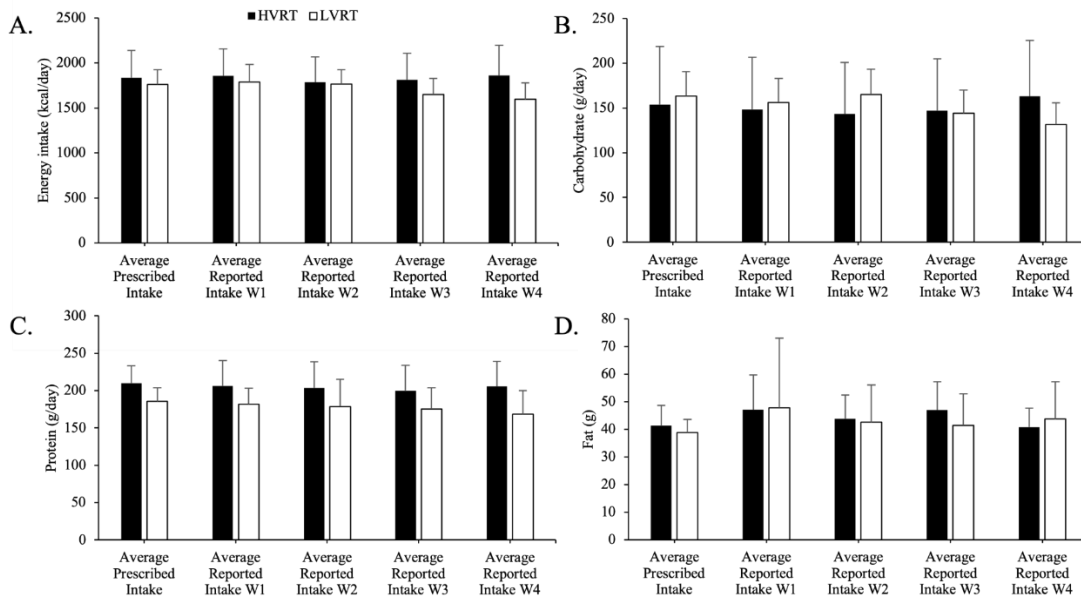 A.
HVRT LVRT
Energy intake (kcal/day)
2500
2000
1500
1000
500
0
Average Prescribed Intake
Average Reported Intake W1
Average Reported Intake W2
Average Reported Intake W3
Average Reported Intake W4
B.
Carbohydrate (g/day)
250
200
150
100
50
0
Average Prescribed Intake
Average Reported Intake W1
Average Reported Intake W2
Average Reported Intake W3
Average Reported Intake W4
C.
Protein (g/day)
300
250
200
150
100
50
0
Average Prescribed Intake
Average Reported Intake W1
Average Reported Intake W2
Average Reported Intake W3
Average Reported Intake W4
D.
Fat (g)
80
70
60
50
40
30
20
10
0
Average Prescribed Intake
Average Reported Intake W1
Average Reported Intake W2
Average Reported Intake W3
Average Reported Intake W4